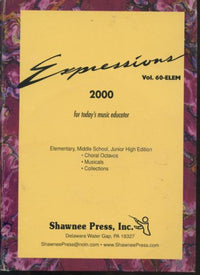 Expressions
Vol. 60-ELEM
2000
for today's music educator
Elementary, Middle School, Junior High Edition
• Choral Octavos
• Musicals
• Collections
Shawnee Press, Inc.
Delaware Water Gap, PA 18327
ShawneePress@noln.com • www.ShawneePress.com